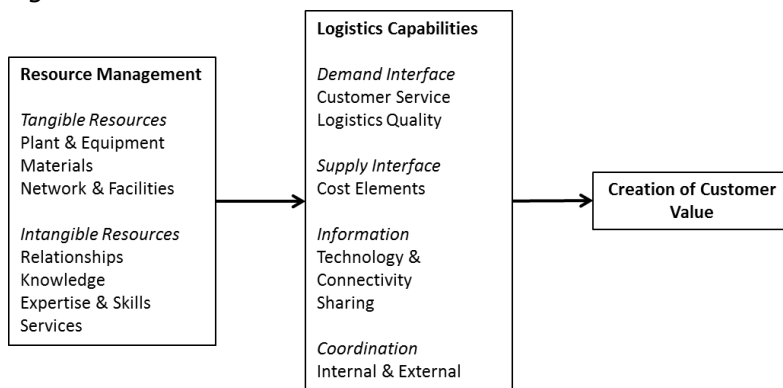 Resource Management
Tangible Resources
Plant & Equipment
Materials
Network & Facilities
Intangible Resources
Relationships
Knowledge
Expertise & Skills
Services
Logistics Capabilities
Demand Interface
Customer Service
Logistics Quality
Supply Interface
Cost Elements
Information
Technology &
Connectivity
Sharing
Coordination
Internal & External
Creation of Customer
Value